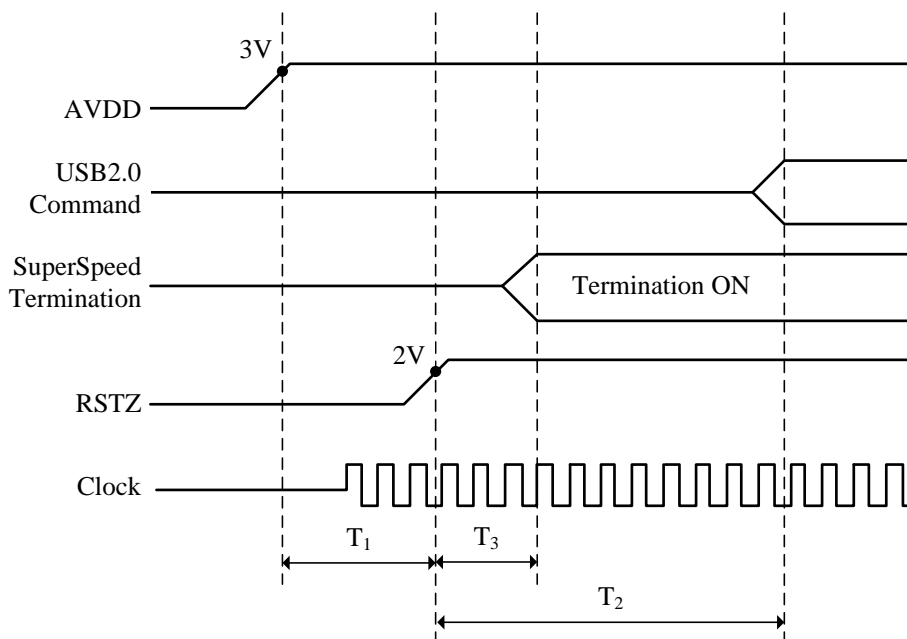 3V
AVDD
USB2.0
Command
SuperSpeed
Termination
Termination ON
2V
RSTZ
Clock
T1
T3
T2